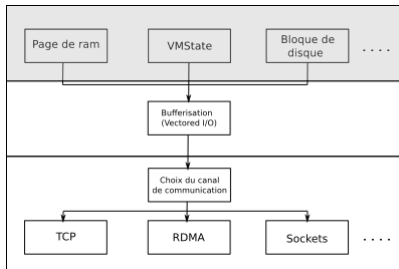 Page de ram
VMState
Bloque de
disque
. . . .
Bufferisation
(Vectored I/O)
Choix du canal
de communication
TCP
RDMA
Sockets
. . . .